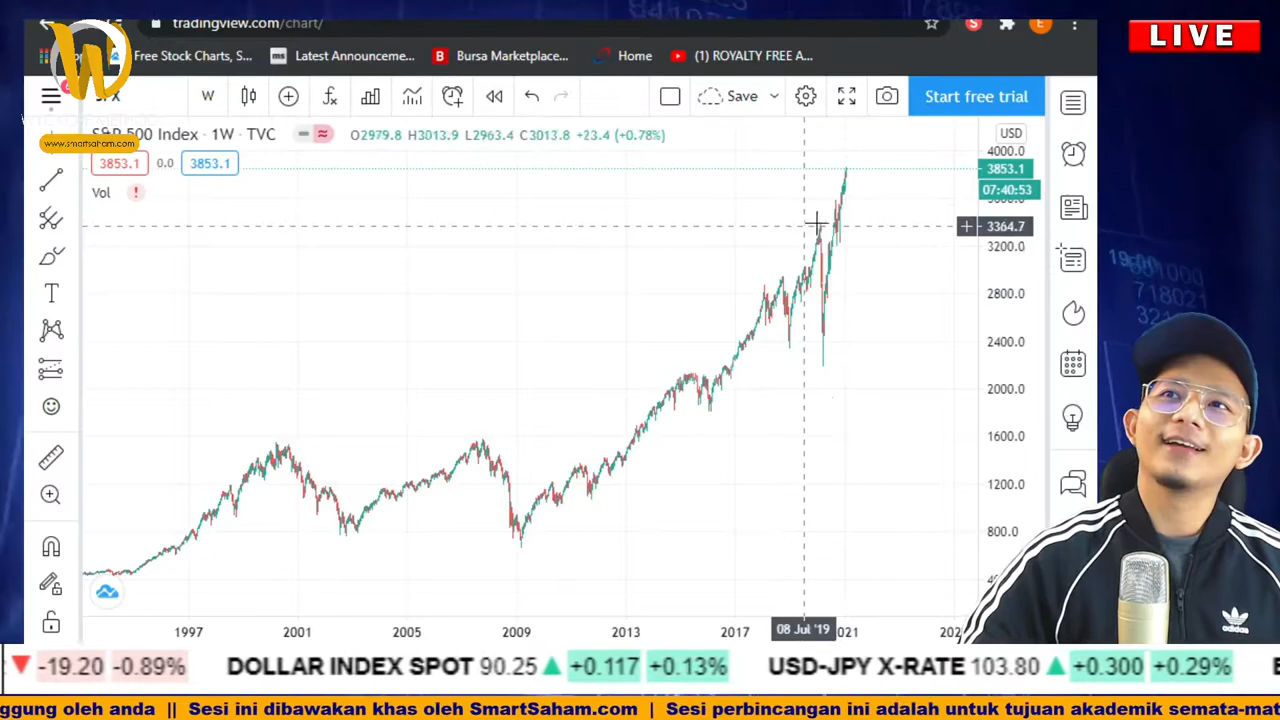 tradingview.com/chart/
LIVE
Free Stock Charts, S...
ms Latest Announceme...
B Bursa Marketplace...
Home
(1) ROYALTY FREE A...
W
Save
Start free trial
www.smartsaham.com
S&P 500 Index · 1W · TVC
O2979.8 H3013.9 L2963.4 C3013.8 +23.4 (+0.78%)
USD
3853.1 0.0 3853.1
Vol
4000.0
3853.1
07:40:53
3364.7
3200.0
2800.0
2400.0
2000.0
1600.0
1200.0
800.0
1997 2001 2005 2009 2013 2017 08 Jul '19 2021
-19.20 -0.89% DOLLAR INDEX SPOT 90.25 +0.117 +0.13% USD-JPY X-RATE 103.80 +0.300 +0.29%
adidas
ggung oleh anda || Sesi ini dibawakan khas oleh SmartSaham.com | Sesi perbincangan ini adalah untuk tujuan akademik semata-mat